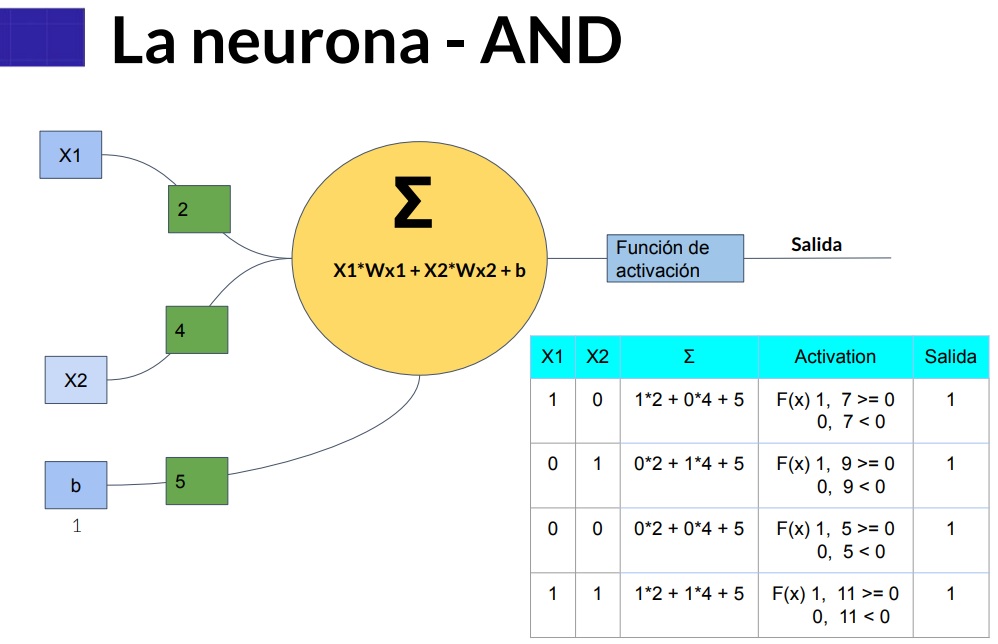 La neurona - AND
X1
2
Σ
X1*Wx1 + X2*Wx2 + b
Función de
activación
Salida
4
X2
b
5
1
X1 X2 Σ Activation Salida
1 0 1*2 + 0*4 + 5 F(x) 1, 7 >= 0 1
0, 7 < 0
0 1 0*2 + 1*4 + 5 F(x) 1, 9 >= 0 1
0, 9 < 0
0 0 0*2 + 0*4 + 5 F(x) 1, 5 >= 0 1
0, 5 < 0
1 1 1*2 + 1*4 + 5 F(x) 1, 11 >= 0 1
0, 11 < 0